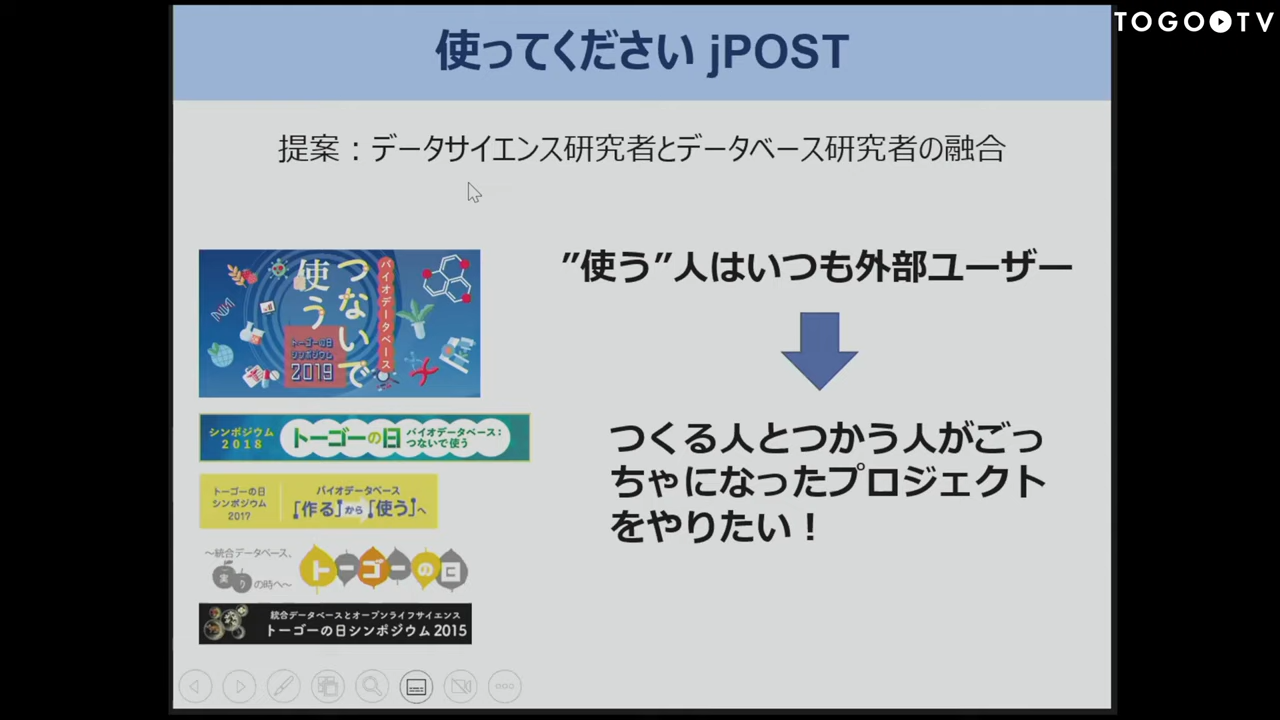 TOGOTV
使ってください jPOST
提案：データサイエンス研究者とデータベース研究者の融合
バイオデータベース
つないで
使う
トーゴーの日
シンポジウム
2019
シンポジウム
2018
トーゴーの日
バイオデータベース：
つないで使う
トーゴーの日
シンポジウム
2017
バイオデータベース
「作る」から「使う」へ
～統合データベース、
実りの時へ～
トーゴーの日
統合データベースとオープンライフサイエンス
トーゴーの日シンポジウム2015
”使う”人はいつも外部ユーザー
つくる人とつかう人がごっ
ちゃになったプロジェクト
をやりたい！